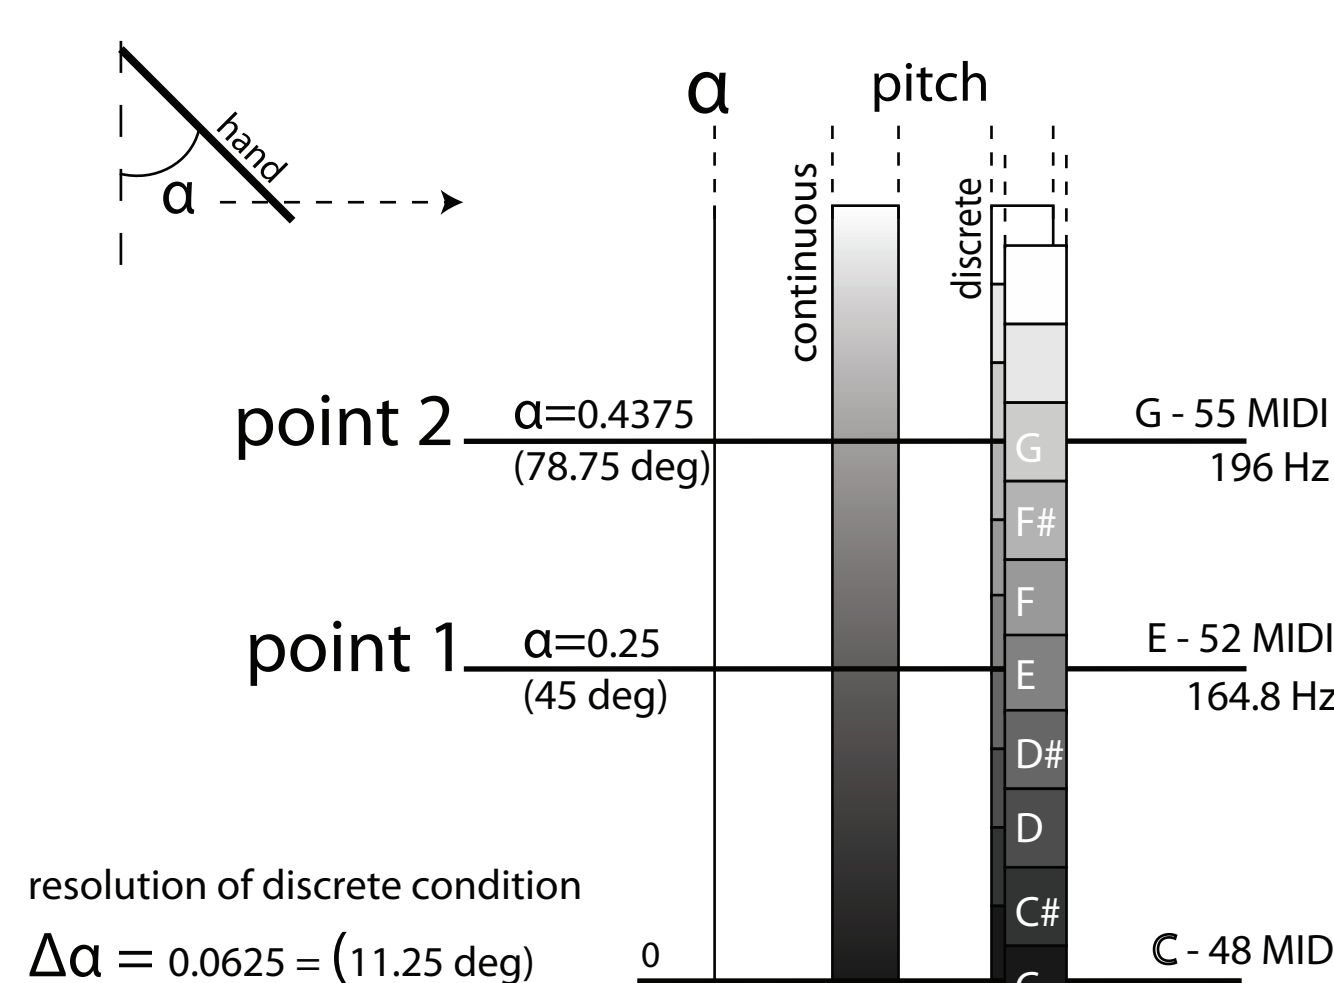 hand
α
α
pitch
continuous
discrete
point 2
α=0.4375
(78.75 deg)
G - 55 MIDI
196 Hz
G
F#
F
point 1
α=0.25
(45 deg)
E - 52 MIDI
164.8 Hz
E
D#
D
C#
resolution of discrete condition
Δα = 0.0625 = (11.25 deg)
0
C - 48 MID